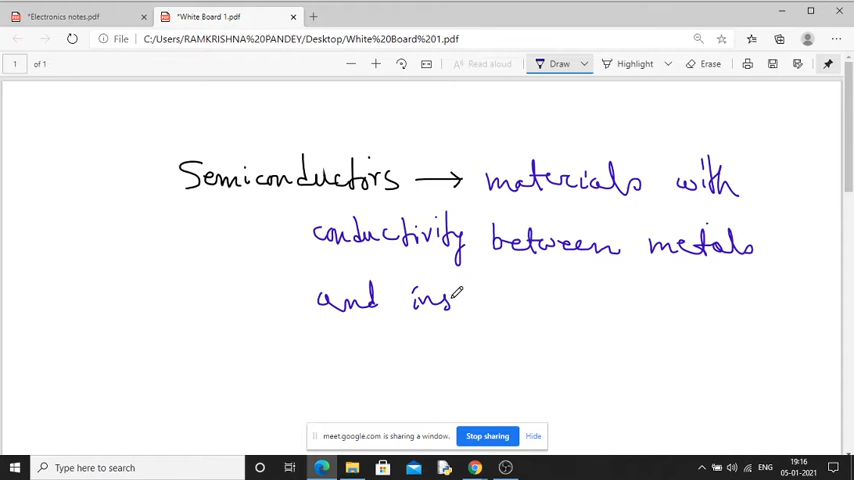 *Electronics notes.pdf
*White Board 1.pdf
File C:/Users/RAMKRISHNA%20PANDEY/Desktop/White%20Board%201.pdf
1 of 1 Read aloud Draw Highlight Erase
Semiconductors → materials with
conductivity between metals
and ins
meet.google.com is sharing a window. Stop sharing Hide
Type here to search
ENG
19:16
05-01-2021